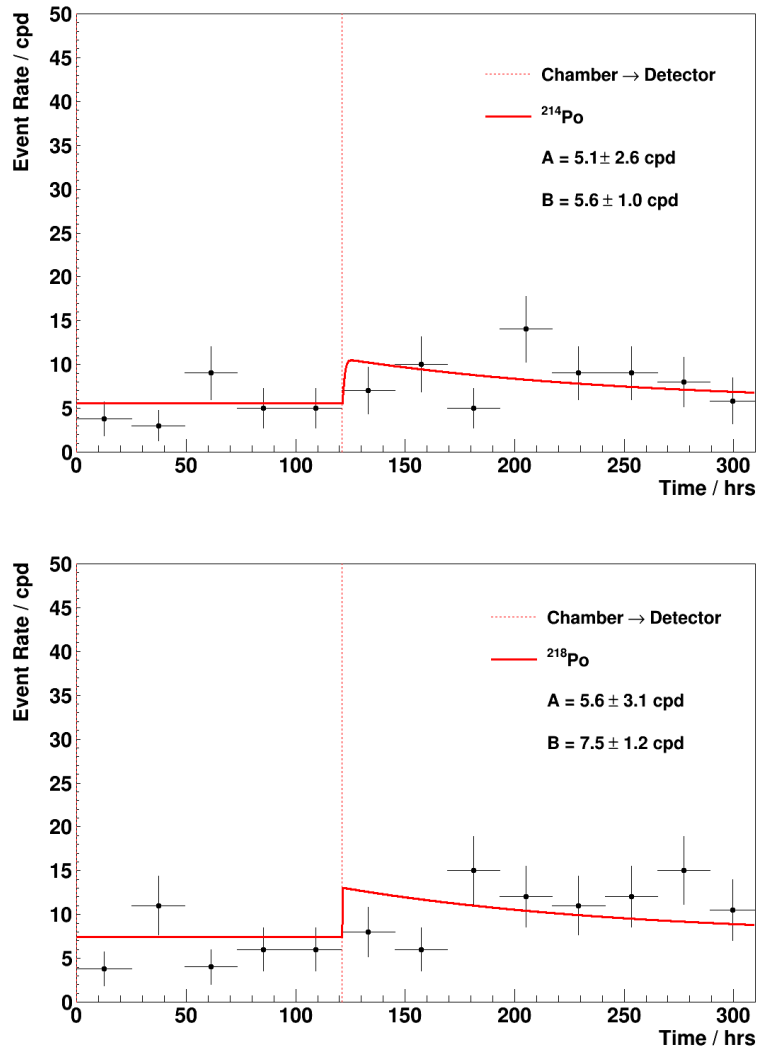 50
45
40
35
30
25
20
15
10
5
0
Event Rate / cpd
Chamber → Detector
²¹⁴Po
A = 5.1 ± 2.6 cpd
B = 5.6 ± 1.0 cpd
0 50 100 150 200 250 300
Time / hrs
50
45
40
35
30
25
20
15
10
5
0
Event Rate / cpd
Chamber → Detector
²¹⁸Po
A = 5.6 ± 3.1 cpd
B = 7.5 ± 1.2 cpd
0 50 100 150 200 250 300
Time / hrs